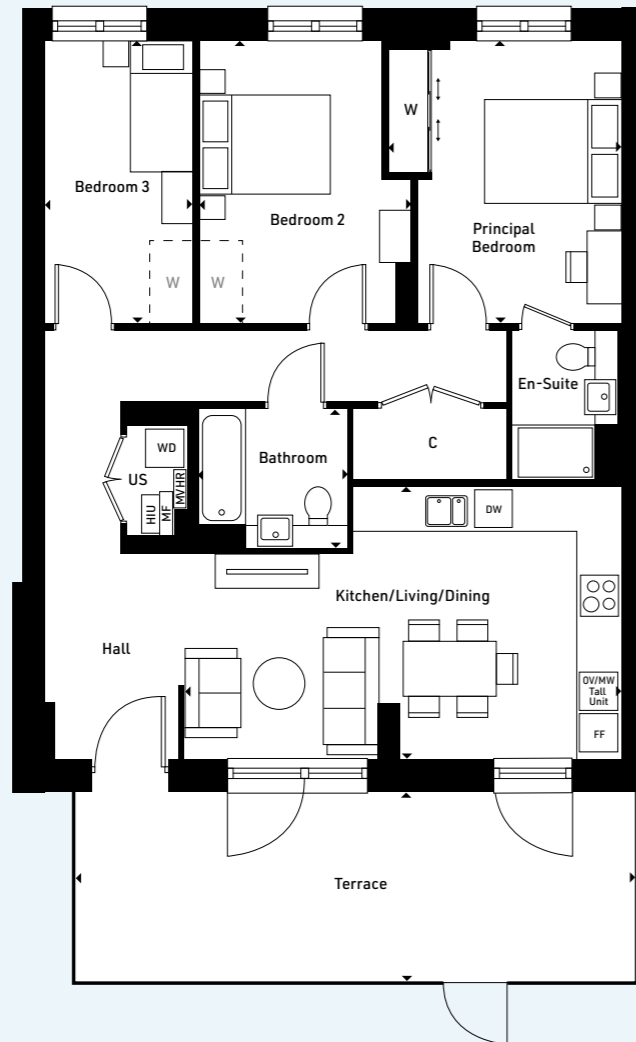 W
Bedroom 3
Bedroom 2
Principal
Bedroom
W
W
En-Suite
WD
US
MVHR
HIU
MF
Bathroom
C
DW
Kitchen/Living/Dining
Hall
OV/MW
Tall
Unit
FF
Terrace